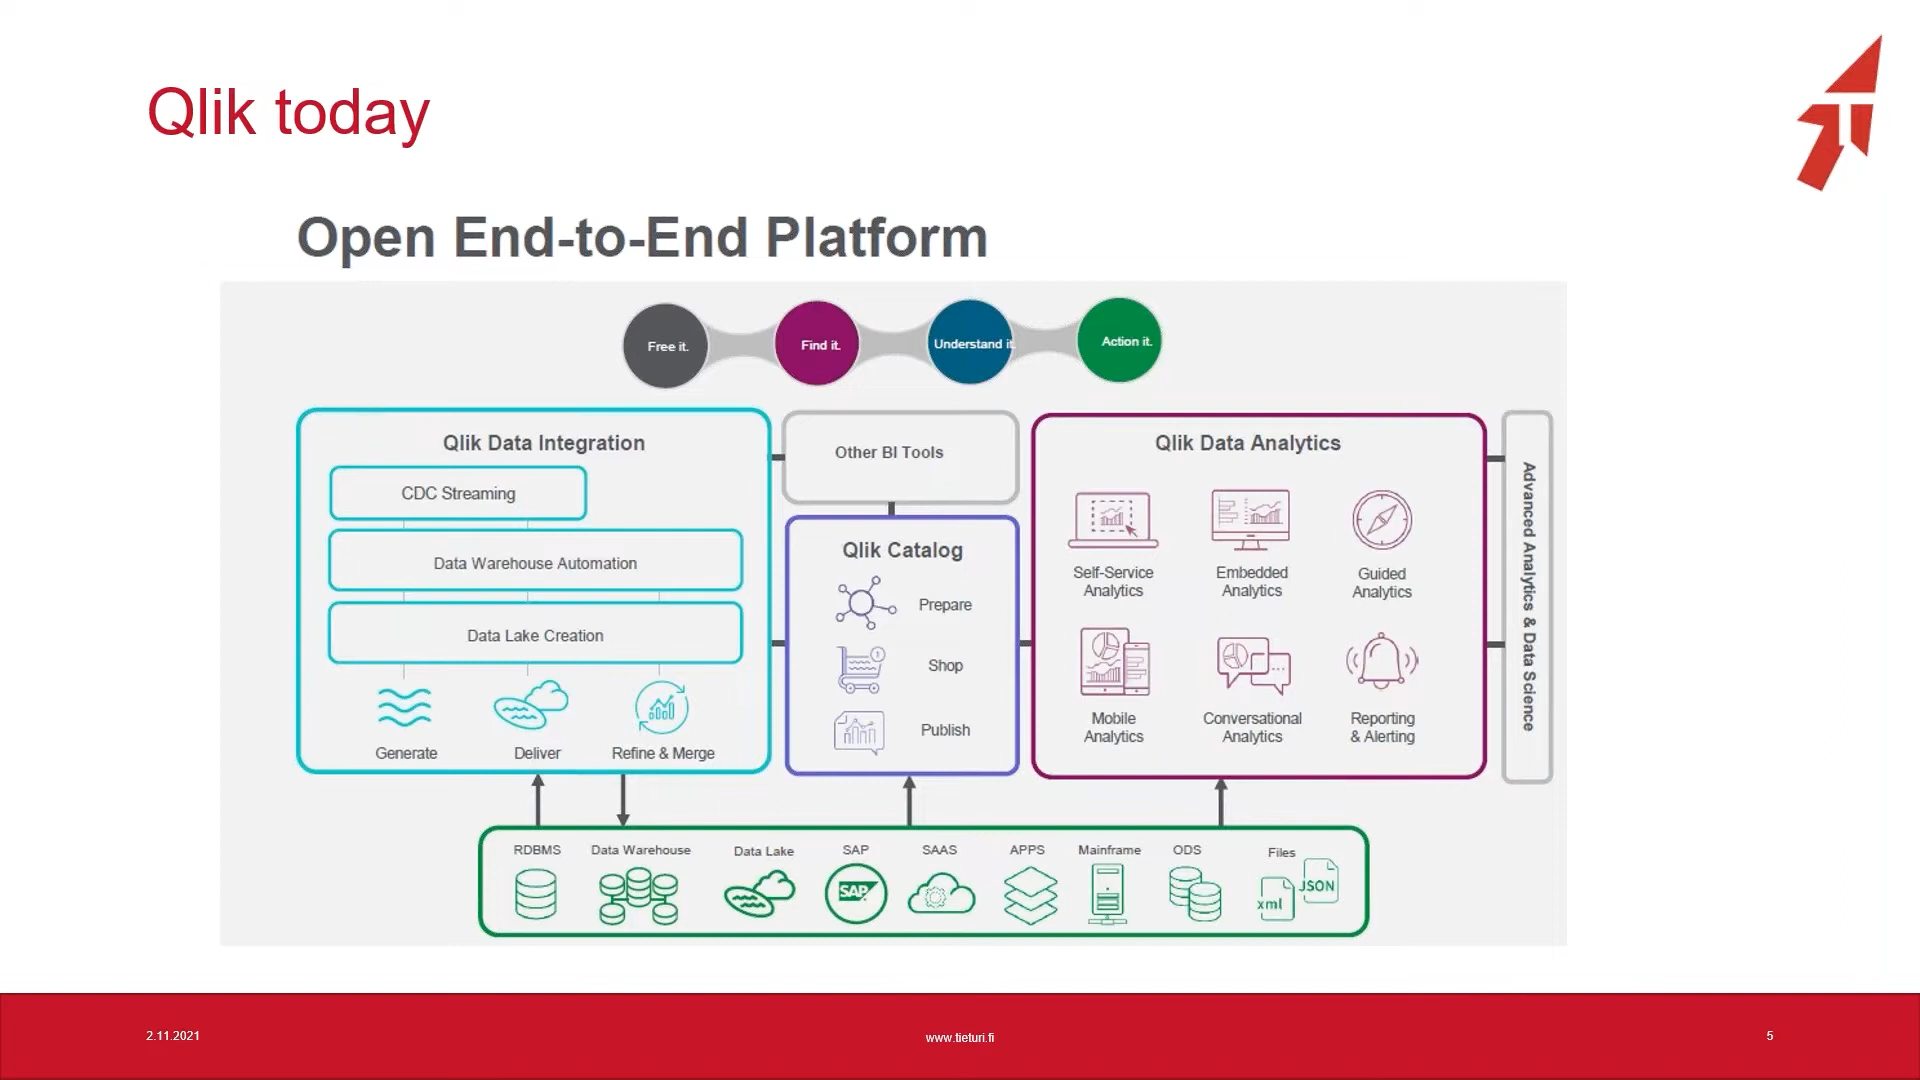 Qlik today
Open End-to-End Platform
Free it.
Find it.
Understand it.
Action it.
Qlik Data Integration
CDC Streaming
Data Warehouse Automation
Data Lake Creation
Generate
Deliver
Refine & Merge
Other BI Tools
Qlik Catalog
Prepare
Shop
Publish
Qlik Data Analytics
Self-Service
Analytics
Embedded
Analytics
Guided
Analytics
Mobile
Analytics
Conversational
Analytics
Reporting
& Alerting
Advanced Analytics & Data Science
RDBMS
Data Warehouse
Data Lake
SAP
SAAS
APPS
Mainframe
ODS
Files
SAP
xml
JSON
2.11.2021
www.tieturi.fi
5